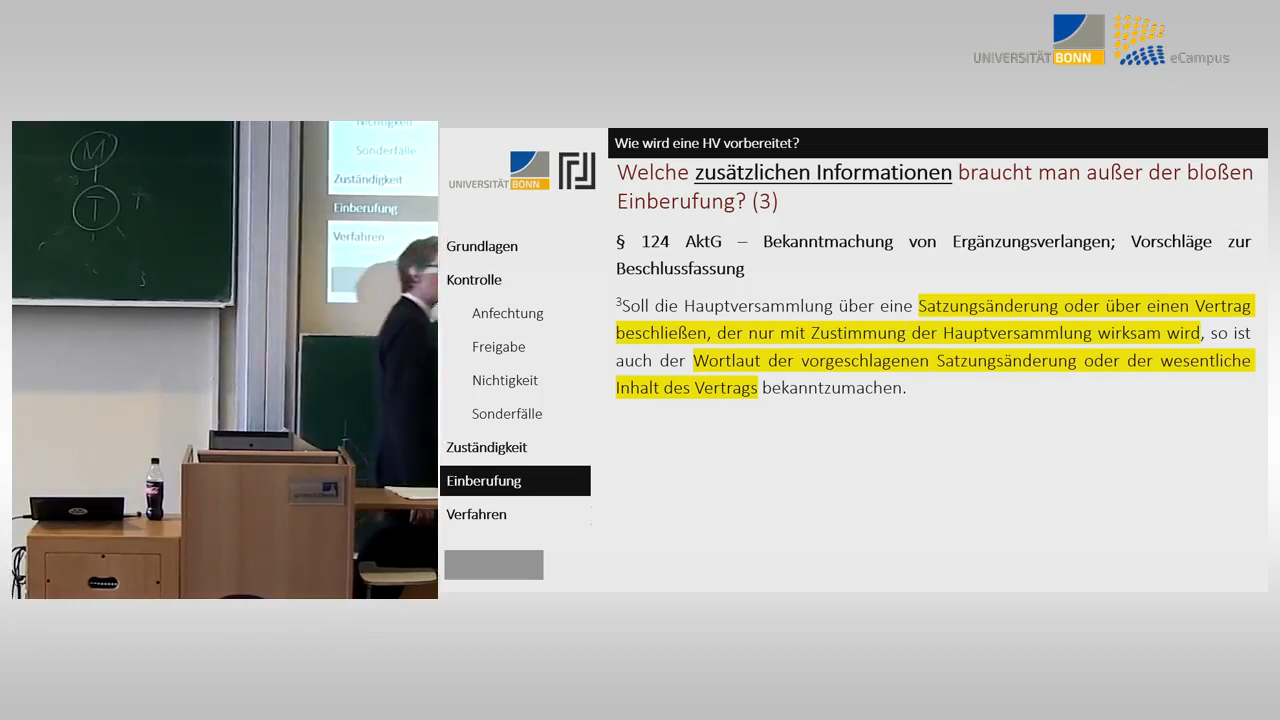 UNIVERSITÄT BONN
eCampus
M
T
T
3
Nichtigkeit
Sonderfälle
Zuständigkeit
Einberufung
Verfahren
UNIVERSITÄT BONN
Grundlagen
Kontrolle
Anfechtung
Freigabe
Nichtigkeit
Sonderfälle
Zuständigkeit
Einberufung
Verfahren
Wie wird eine HV vorbereitet?
Welche zusätzlichen Informationen braucht man außer der bloßen
Einberufung? (3)
§ 124 AktG – Bekanntmachung von Ergänzungsverlangen; Vorschläge zur
Beschlussfassung
³Soll die Hauptversammlung über eine Satzungsänderung oder über einen Vertrag
beschließen, der nur mit Zustimmung der Hauptversammlung wirksam wird, so ist
auch der Wortlaut der vorgeschlagenen Satzungsänderung oder der wesentliche
Inhalt des Vertrags bekanntzumachen.